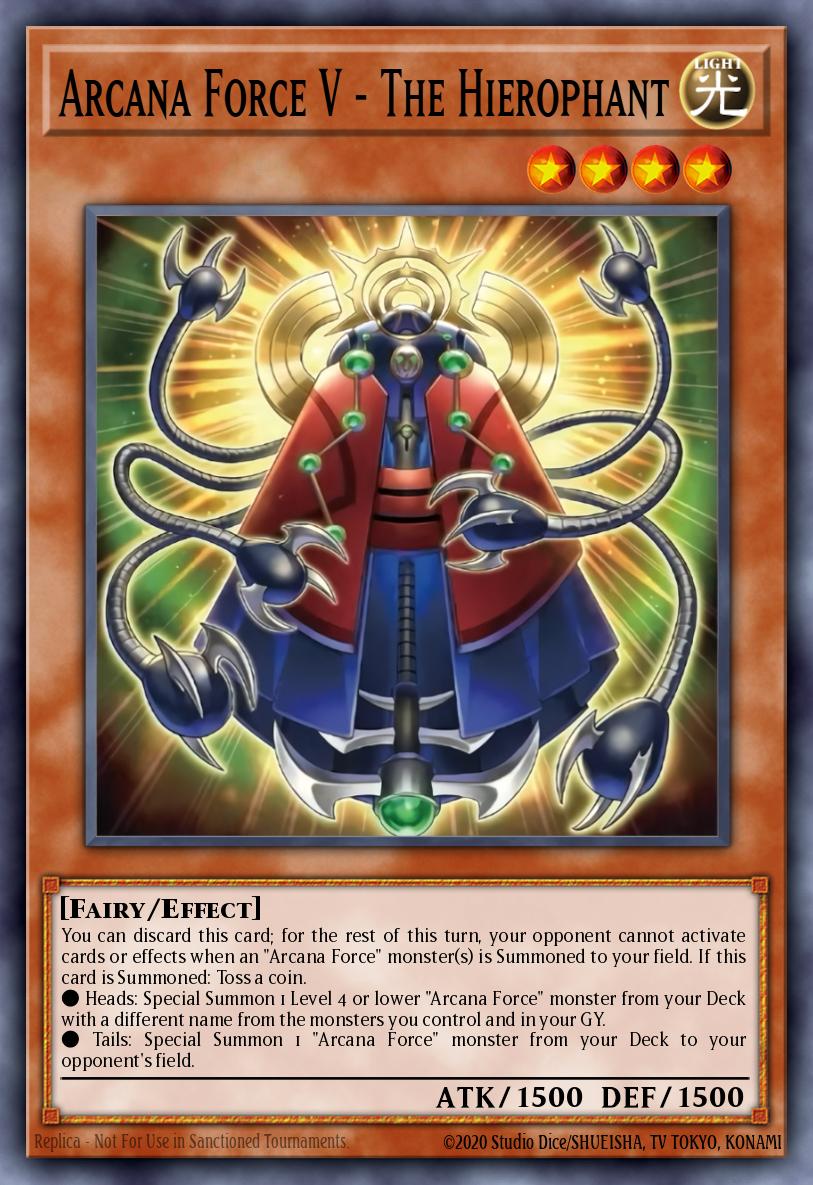 Arcana Force V - The Hierophant
LIGHT
光
[Fairy/Effect]
You can discard this card; for the rest of this turn, your opponent cannot activate
cards or effects when an "Arcana Force" monster(s) is Summoned to your field. If this
card is Summoned: Toss a coin.
● Heads: Special Summon 1 Level 4 or lower "Arcana Force" monster from your Deck
with a different name from the monsters you control and in your GY.
● Tails: Special Summon 1 "Arcana Force" monster from your Deck to your
opponent's field.
ATK/1500 DEF/1500
Replica - Not For Use in Sanctioned Tournaments.
©2020 Studio Dice/SHUEISHA, TV TOKYO, KONAMI